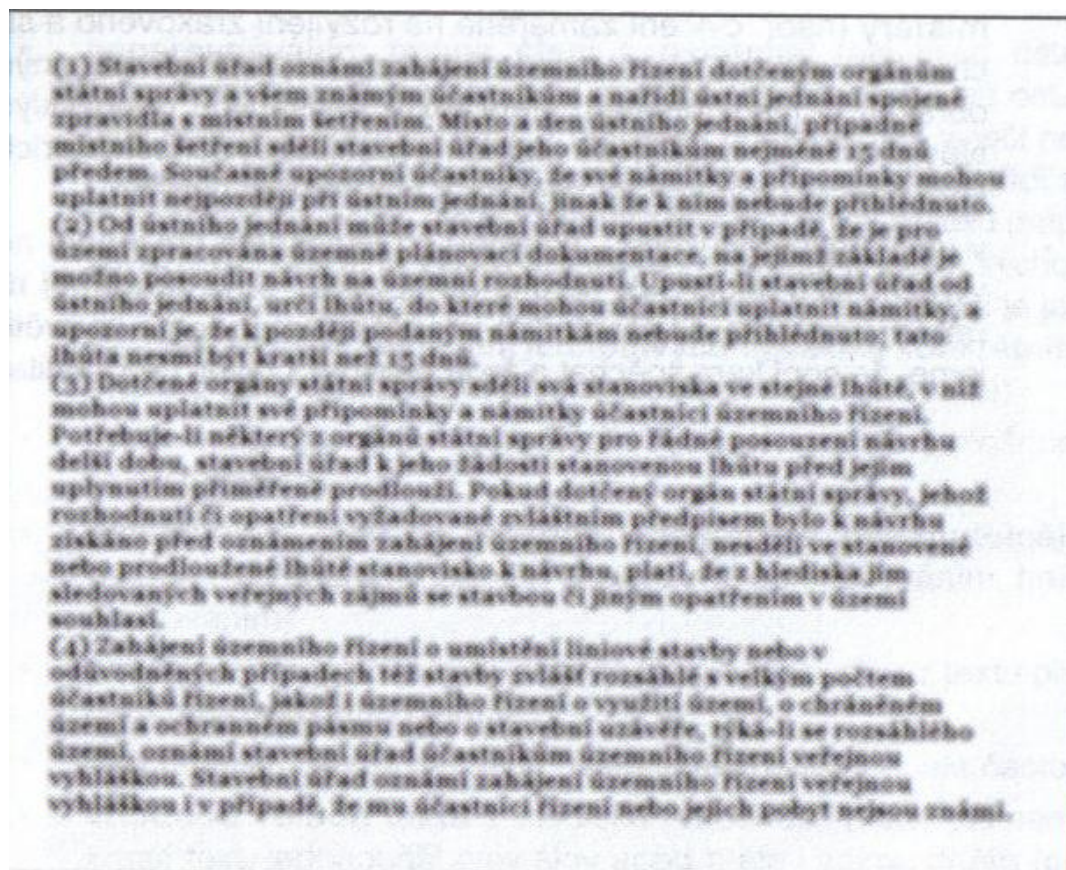 (1) Stavební úřad oznámí zahájení územního řízení dotčeným orgánům
státní správy a všem známým účastníkům a nařídí ústní jednání spojené
zpravidla s místním šetřením. Místo a den ústního jednání, případně
místního šetření sdělí stavební úřad jeho účastníkům nejméně 15 dnů
předem. Současně upozorní účastníky, že své námitky a připomínky mohou
uplatnit nejpozději při ústním jednání, jinak že k nim nebude přihlédnuto.
(2) Od ústního jednání může stavební úřad upustit v případě, že je pro
území zpracována územně plánovací dokumentace, na jejímž základě je
možno posoudit návrh na územní rozhodnutí. Upustí-li stavební úřad od
ústního jednání, určí lhůtu, do které mohou účastníci uplatnit námitky, a
upozorní je, že k později podaným námitkám nebude přihlédnuto; tato
lhůta nesmí být kratší než 15 dnů.
(3) Dotčené orgány státní správy sdělí svá stanoviska ve stejné lhůtě, v níž
mohou uplatnit své připomínky a námitky účastníci územního řízení.
Potřebuje-li některý z orgánů státní správy pro řádné posouzení návrhu
delší dobu, stavební úřad k jeho žádosti stanovenou lhůtu před jejím
uplynutím přiměřeně prodlouží. Pokud dotčený orgán státní správy, jehož
rozhodnutí či opatření vyžadované zvláštním předpisem bylo k návrhu
získáno před oznámením zahájení územního řízení, nesdělí ve stanovené
nebo prodloužené lhůtě stanovisko k návrhu, platí, že z hlediska jím
sledovaných veřejných zájmů se stavbou či jiným opatřením v území
souhlasí.
(4) Zahájení územního řízení o umístění liniové stavby nebo v
odůvodněných případech též stavby zvlášť rozsáhlé s velkým počtem
účastníků řízení, jakož i územního řízení o využití území, o chráněném
území a ochranném pásmu nebo o stavební uzávěře, týká-li se rozsáhlého
území, oznámí stavební úřad účastníkům územního řízení veřejnou
vyhláškou. Stavební úřad oznámí zahájení územního řízení veřejnou
vyhláškou i v případě, že mu účastníci řízení nebo jejich pobyt nejsou známi.